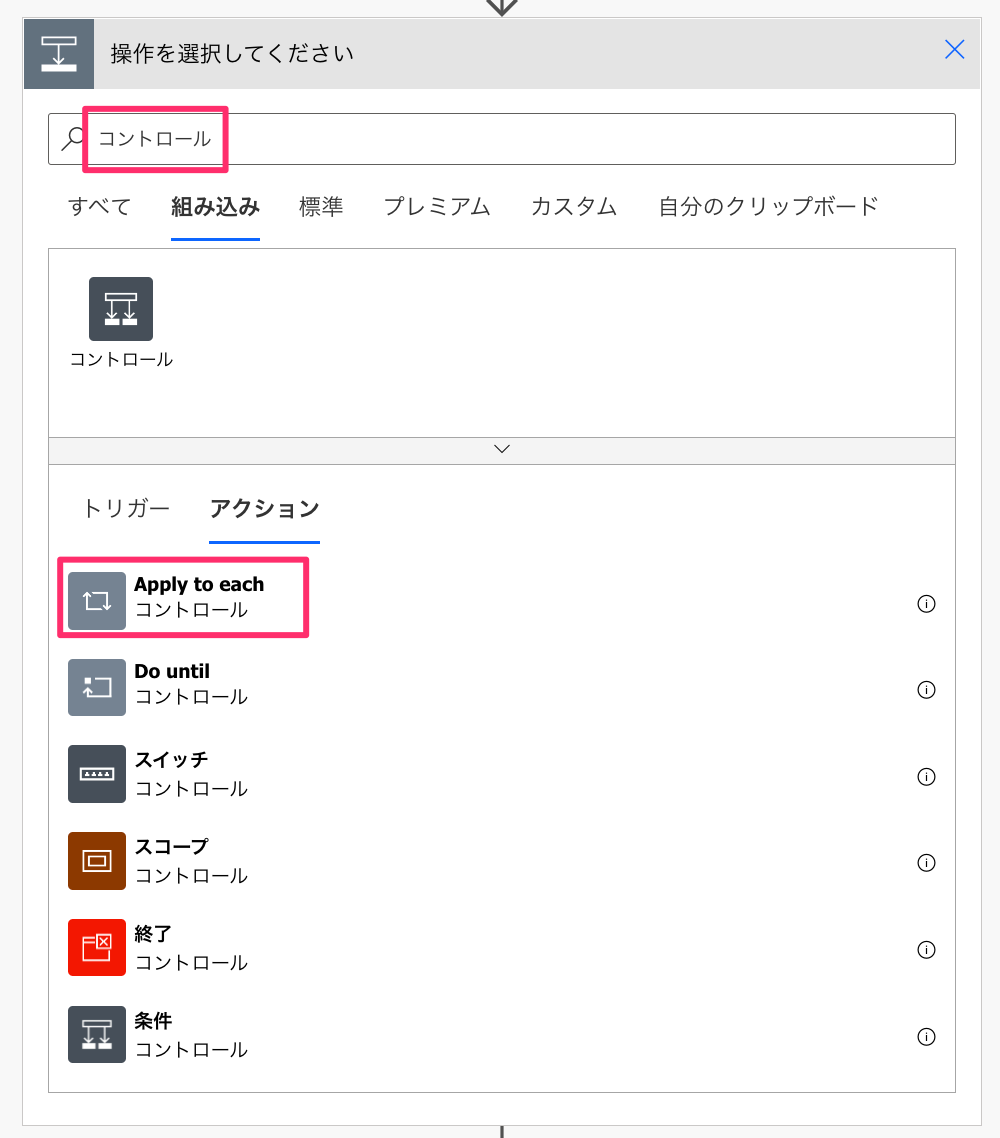 操作を選択してください
コントロール
すべて 組み込み 標準 プレミアム カスタム 自分のクリップボード
コントロール
トリガー アクション
Apply to each
コントロール
Do until
コントロール
スイッチ
コントロール
スコープ
コントロール
終了
コントロール
条件
コントロール